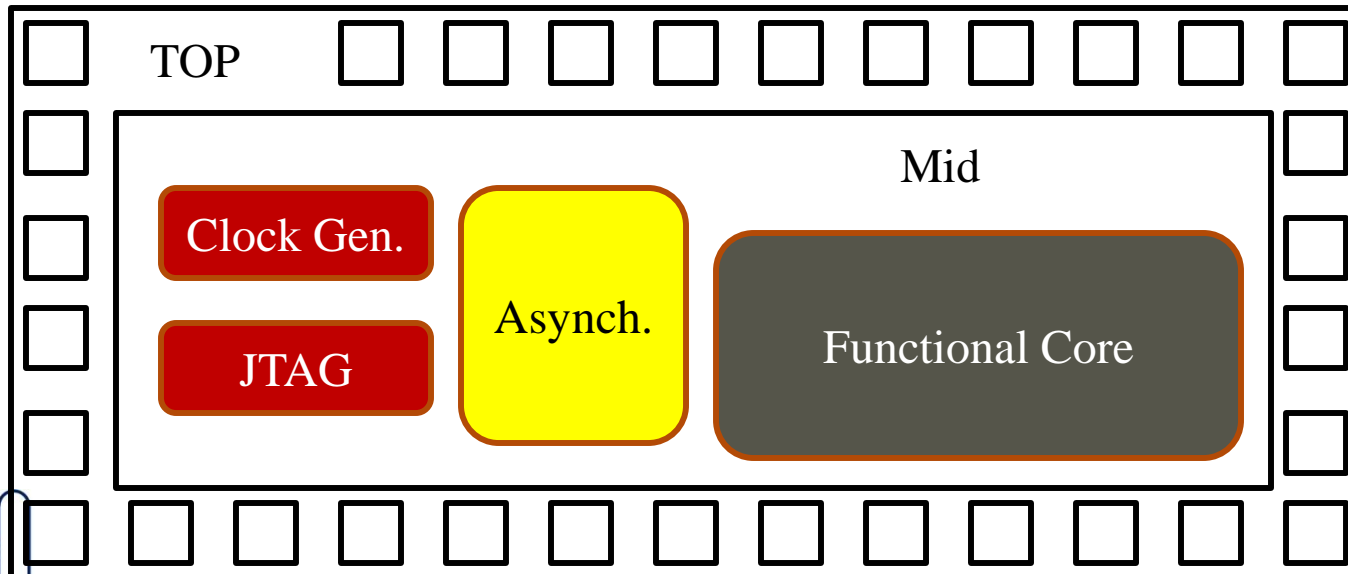 TOP
Mid
Clock Gen.
Asynch.
Functional Core
JTAG